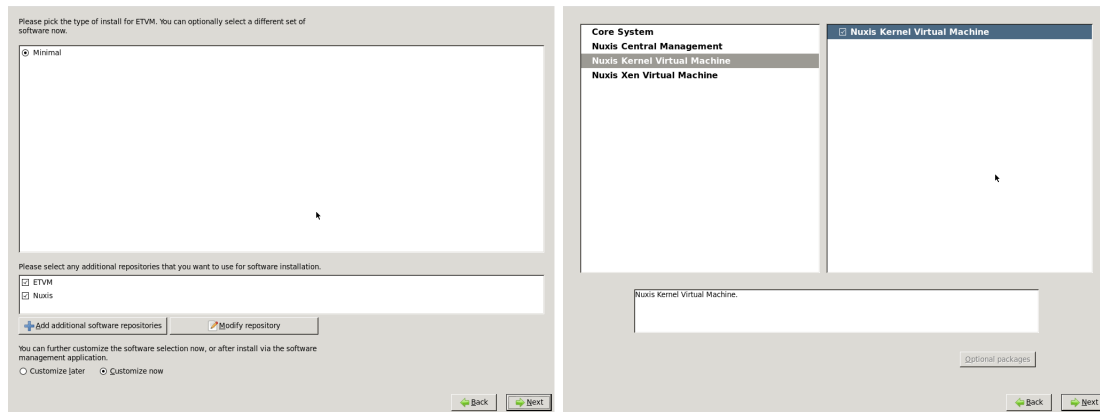 Please pick the type of install for ETVM. You can optionally select a different set of
software now.
Minimal
Please select any additional repositories that you want to use for software installation.
ETVM
Nuxis
Add additional software repositories
Modify repository
You can further customize the software selection now, or after install via the software
management application.
Customize later
Customize now
Back
Next
Core System
Nuxis Central Management
Nuxis Kernel Virtual Machine
Nuxis Xen Virtual Machine
Nuxis Kernel Virtual Machine
Nuxis Kernel Virtual Machine.
Optional packages
Back
Next